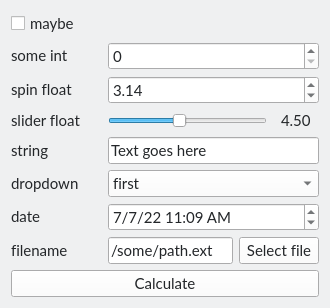 maybe
some int 0
spin float 3.14
slider float 4.50
string Text goes here
dropdown first
date 7/7/22 11:09 AM
filename /some/path.ext Select file
Calculate